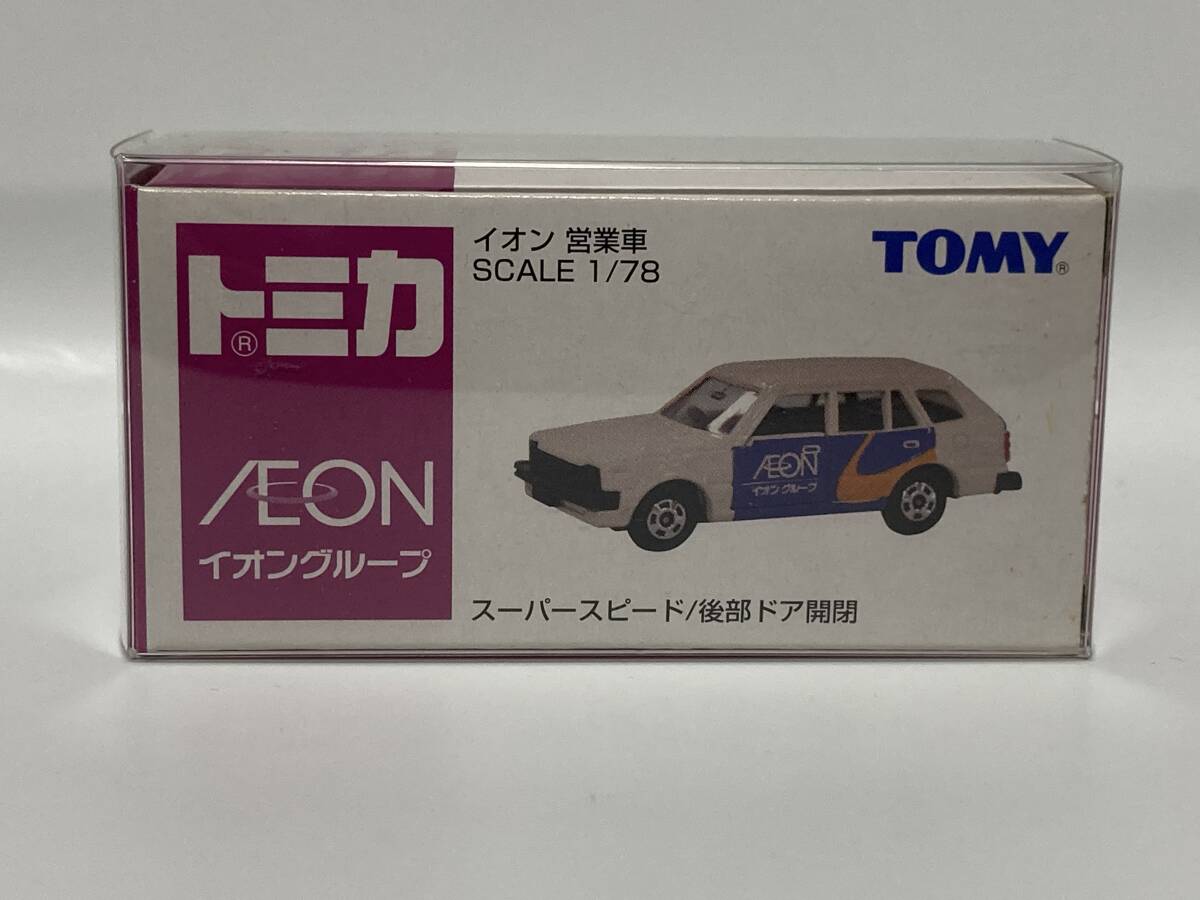 トミカ
®
ÆON
イオングループ
イオン 営業車
SCALE 1/78
TOMY®
ÆON
イオングループ
スーパースピード/後部ドア開閉